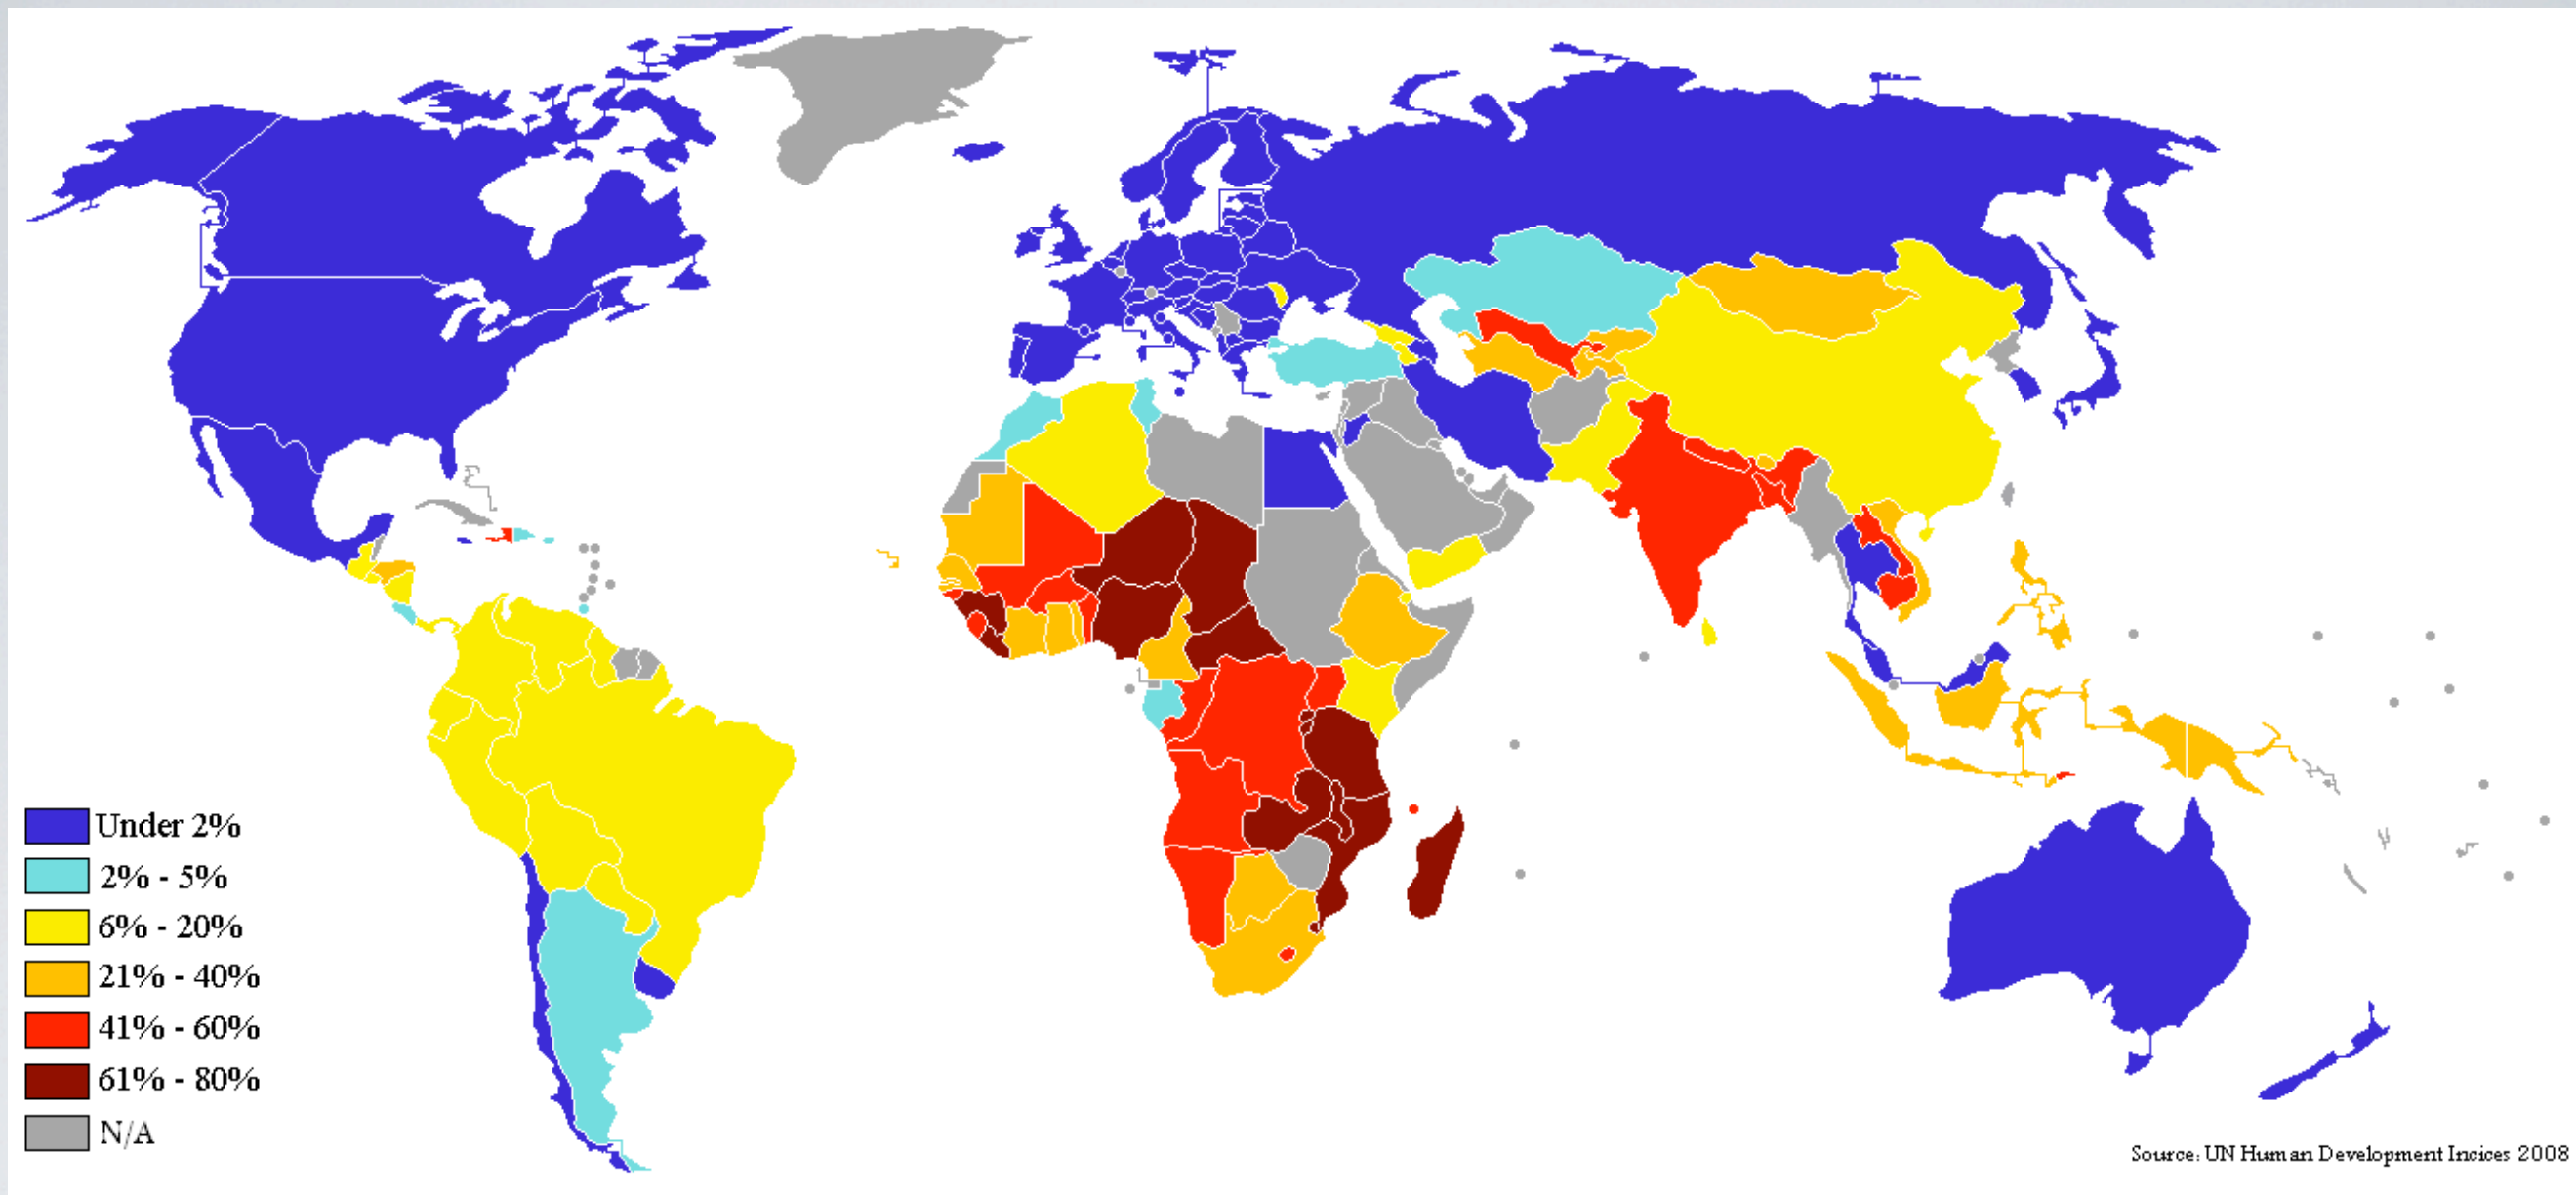 Under 2%
2% - 5%
6% - 20%
21% - 40%
41% - 60%
61% - 80%
N/A
Source: UN Human Development Incices 2008